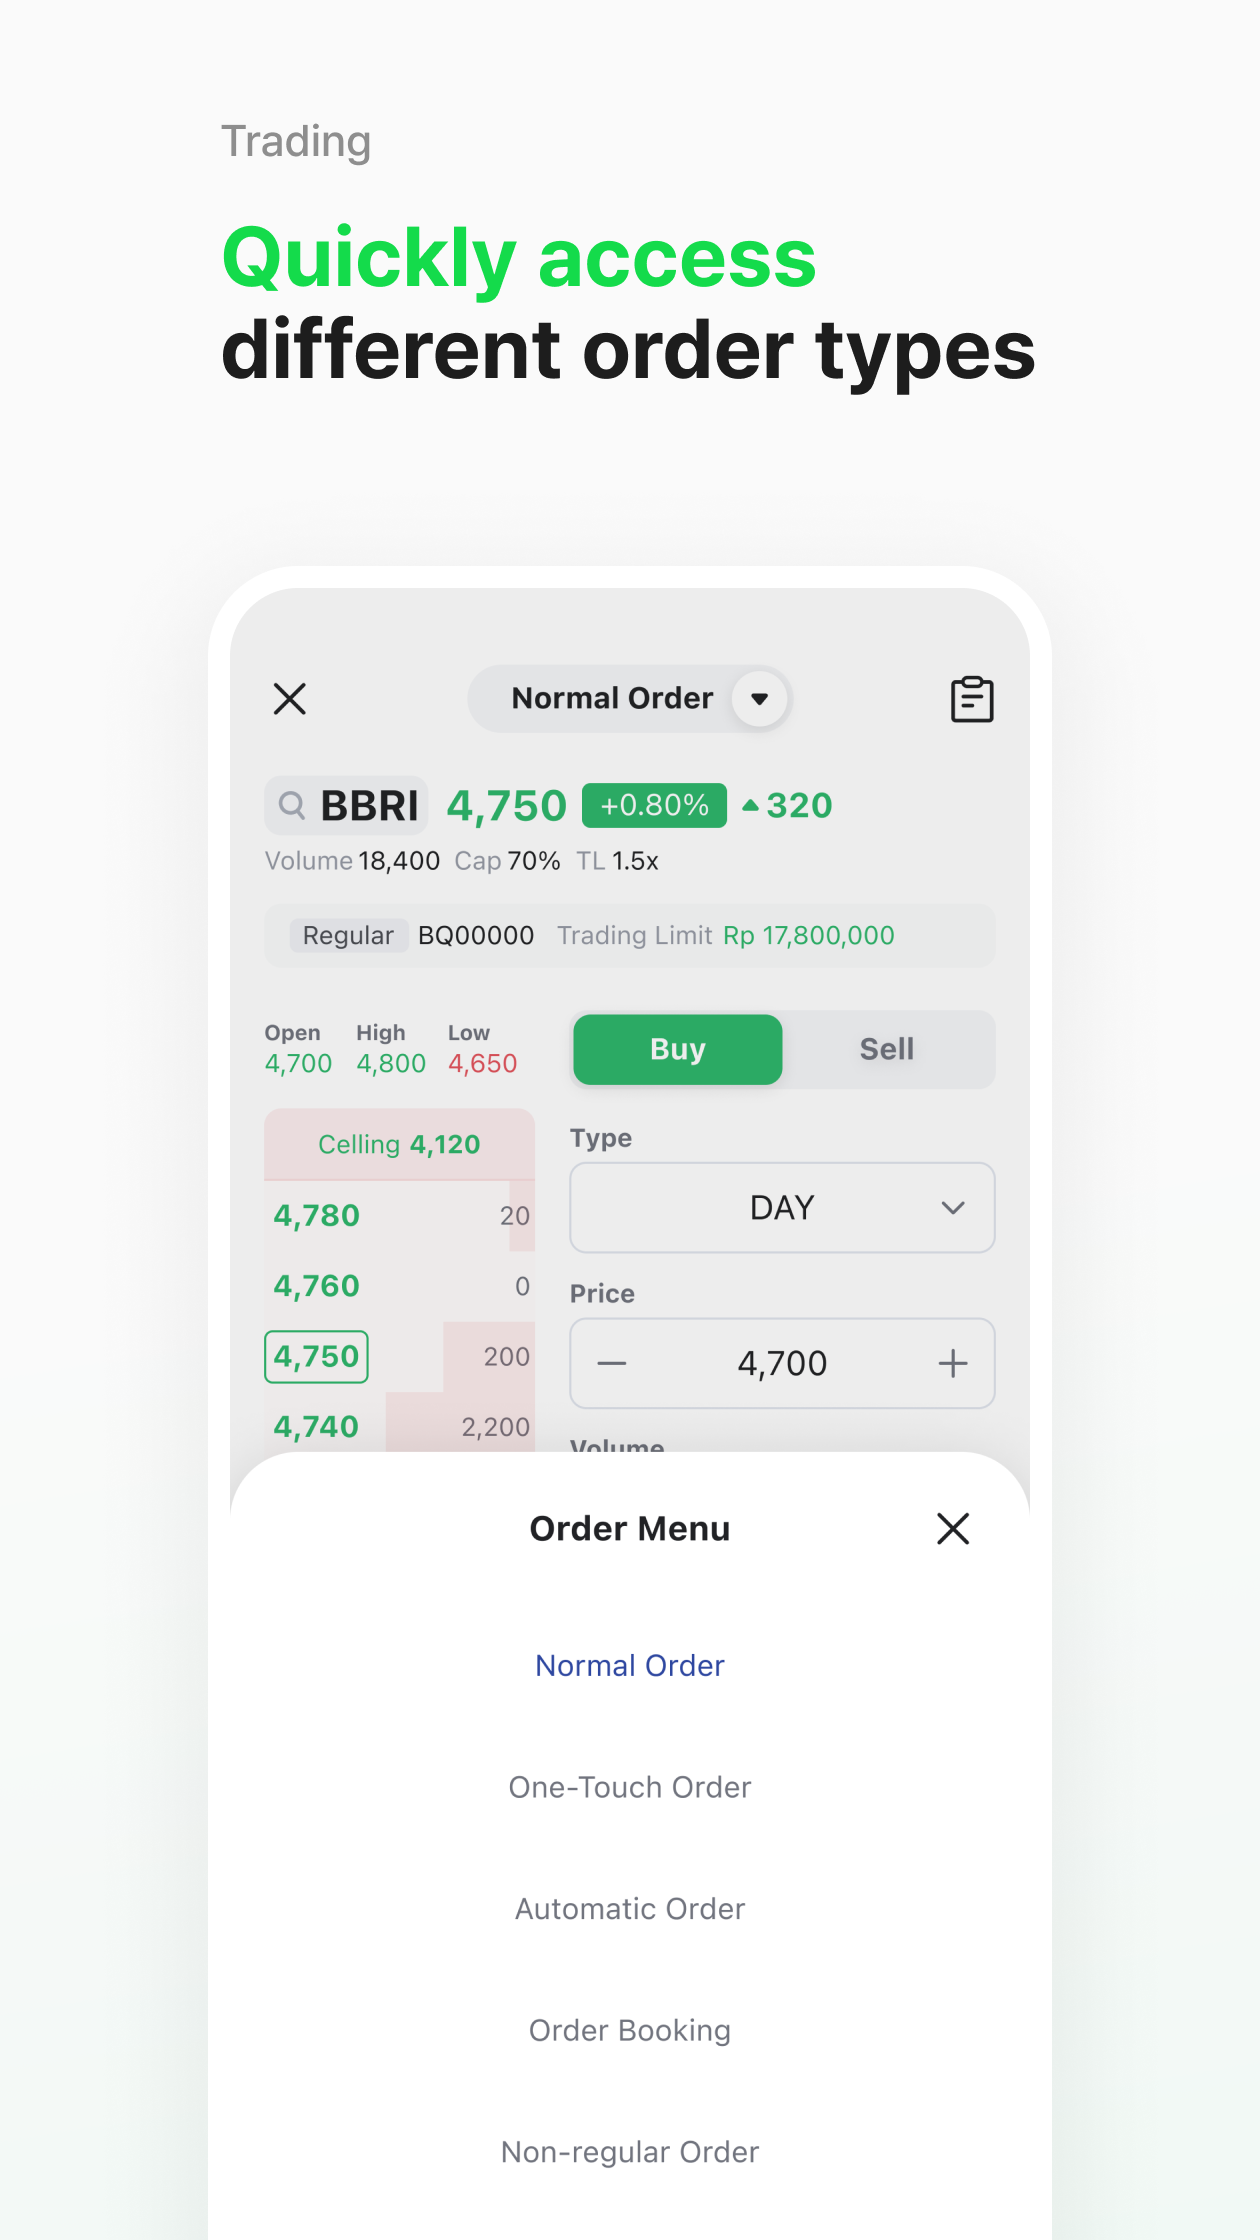 Trading
Quickly access
different order types
Normal Order
BBRI 4,750 +0.80% 320
Volume 18,400 Cap 70% TL 1.5x
Regular BQ00000 Trading Limit Rp 17,800,000
Open High Low
4,700 4,800 4,650
Buy Sell
Celling 4,120
4,780 20
4,760 0
4,750 200
4,740 2,200
Type
DAY
Price
4,700
Volume
Order Menu
Normal Order
One-Touch Order
Automatic Order
Order Booking
Non-regular Order